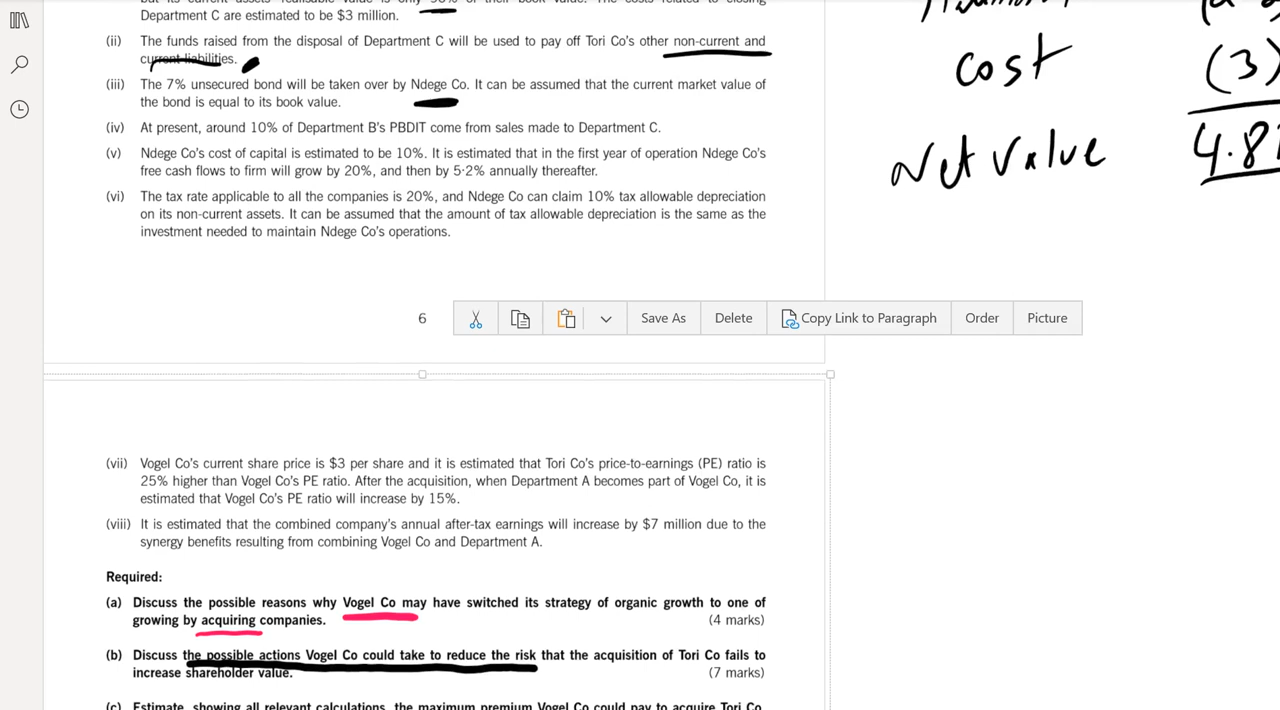 Department C are estimated to be $3 million.
(ii) The funds raised from the disposal of Department C will be used to pay off Tori Co's other non-current and
current liabilities.
(iii) The 7% unsecured bond will be taken over by Ndege Co. It can be assumed that the current market value of
the bond is equal to its book value.
(iv) At present, around 10% of Department B's PBDIT come from sales made to Department C.
(v) Ndege Co's cost of capital is estimated to be 10%. It is estimated that in the first year of operation Ndege Co's
free cash flows to firm will grow by 20%, and then by 5·2% annually thereafter.
(vi) The tax rate applicable to all the companies is 20%, and Ndege Co can claim 10% tax allowable depreciation
on its non-current assets. It can be assumed that the amount of tax allowable depreciation is the same as the
investment needed to maintain Ndege Co's operations.
cost (3)
Net Value 4.8
6
Save As Delete Copy Link to Paragraph Order Picture
(vii) Vogel Co's current share price is $3 per share and it is estimated that Tori Co's price-to-earnings (PE) ratio is
25% higher than Vogel Co's PE ratio. After the acquisition, when Department A becomes part of Vogel Co, it is
estimated that Vogel Co's PE ratio will increase by 15%.
(viii) It is estimated that the combined company's annual after-tax earnings will increase by $7 million due to the
synergy benefits resulting from combining Vogel Co and Department A.
Required:
(a) Discuss the possible reasons why Vogel Co may have switched its strategy of organic growth to one of
growing by acquiring companies. (4 marks)
(b) Discuss the possible actions Vogel Co could take to reduce the risk that the acquisition of Tori Co fails to
increase shareholder value. (7 marks)
(c) Estimate, showing all relevant calculations, the maximum premium Vogel Co could pay to acquire Tori Co,